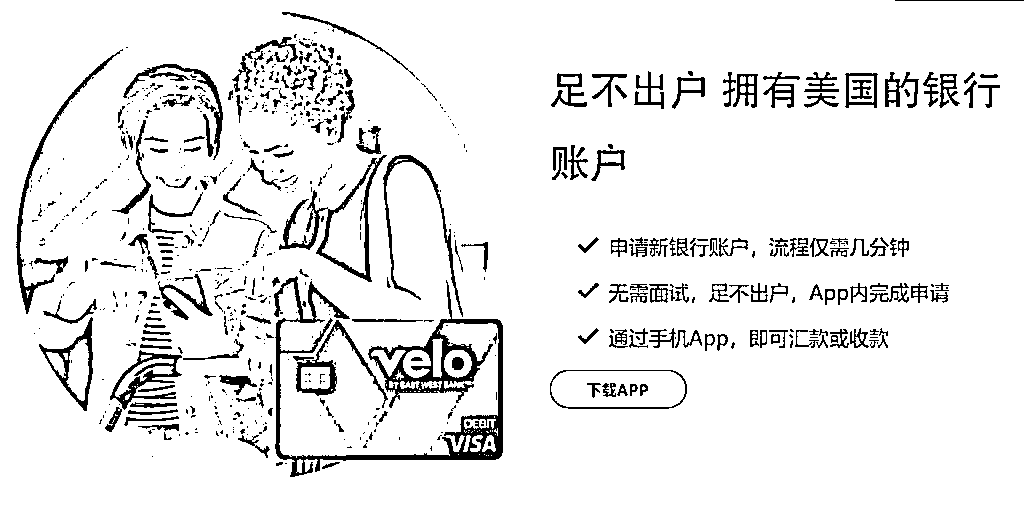 足不出户 拥有美国的银行
账户
申请新银行账户，流程仅需几分钟
无需面试，足不出户，App内完成申请
通过手机App，即可汇款或收款
下载APP
velo
BY EAST WEST BANK
DEBIT
VISA